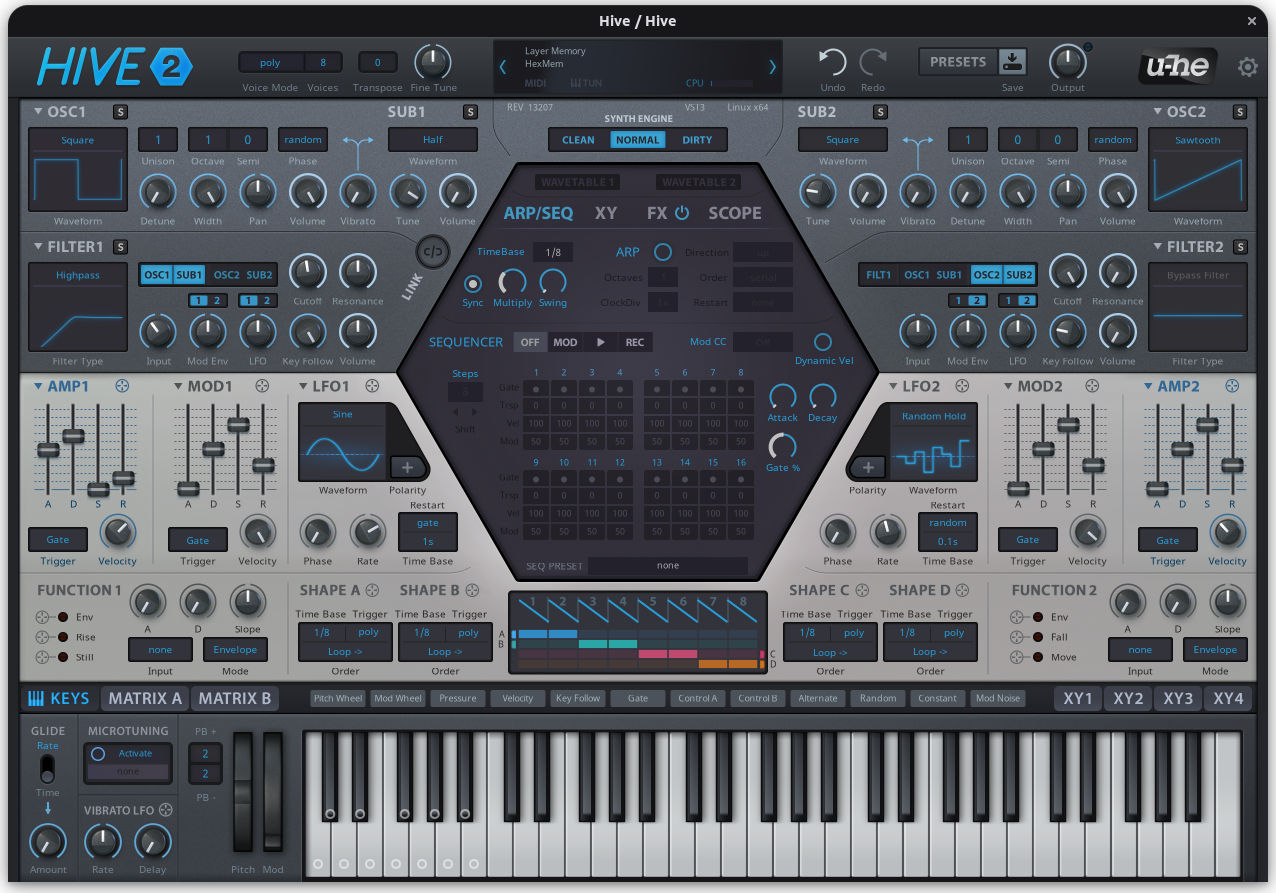 Hive / Hive
HIVE 2
poly 8 0
Voice Mode Voices Transpose Fine Tune
Layer Memory
HexMem
MIDI TUN CPU
Undo Redo
PRESETS
Save Output
u-he
REV 13207 VS13 Linux x64
SYNTH ENGINE
CLEAN NORMAL DIRTY
OSC1 S SUB1 S
Square 1 1 0 random Half
Unison Octave Semi Phase Waveform
Waveform Detune Width Pan Volume Vibrato Tune Volume
SUB2 S OSC2 S
Square 1 0 0 random Sawtooth
Waveform Unison Octave Semi Phase
Tune Volume Vibrato Detune Width Pan Volume Waveform
FILTER1 S
Highpass OSC1 SUB1 OSC2 SUB2
1 2 1 2 Cutoff Resonance
Filter Type Input Mod Env LFO Key Follow Volume
LINK
FILTER2 S
FILT1 OSC1 SUB1 OSC2 SUB2 Bypass Filter
1 2 1 2 Cutoff Resonance
Input Mod Env LFO Key Follow Volume Filter Type
WAVETABLE 1 WAVETABLE 2
ARP/SEQ XY FX SCOPE
TimeBase 1/8 ARP Direction up
Octaves 1 Order serial
Sync Multiply Swing ClockDiv Restart none
SEQUENCER OFF MOD REC Mod CC Off
Dynamic Vel
Steps 1 2 3 4 5 6 7 8
8 Gate
Trsp 0 0 0 0 0 0 0 0
Shift Vel 100 100 100 100 100 100 100 100
Mod 50 50 50 50 50 50 50 50
Attack Decay
9 10 11 12 13 14 15 16
Gate
Trsp 0 0 0 0 0 0 0 0
Vel 100 100 100 100 100 100 100 100
Mod 50 50 50 50 50 50 50 50
Gate %
SEQ PRESET none
AMP1 MOD1 LFO1
Sine
A D S R A D S R Waveform Polarity
Restart
Gate Gate gate
1s
Trigger Velocity Trigger Velocity Phase Rate Time Base
LFO2 MOD2 AMP2
Random Hold
Polarity Waveform A D S R A D S R
Restart
random Gate Gate
0.1s
Phase Rate Time Base Trigger Velocity Trigger Velocity
FUNCTION 1 SHAPE A SHAPE B
Env A D Slope Time Base Trigger Time Base Trigger
Rise 1/8 poly 1/8 poly
Still none Envelope Loop -> Loop ->
Input Mode Order Order
1 2 3 4 5 6 7 8
A
B
C
D
SHAPE C SHAPE D FUNCTION 2
Time Base Trigger Time Base Trigger Env A D Slope
1/8 poly 1/8 poly Fall
Loop -> Loop -> Move none Envelope
Order Order Input Mode
KEYS MATRIX A MATRIX B Pitch Wheel Mod Wheel Pressure Velocity Key Follow Gate Control A Control B Alternate Random Constant Mod Noise XY1 XY2 XY3 XY4
GLIDE MICROTUNING PB +
Rate Activate 2
none 2
Time PB -
VIBRATO LFO
Amount Rate Delay Pitch Mod